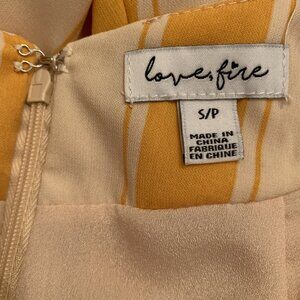 love, fire
S/P
MADE IN
CHINA
FABRIQUÉ
EN CHINE